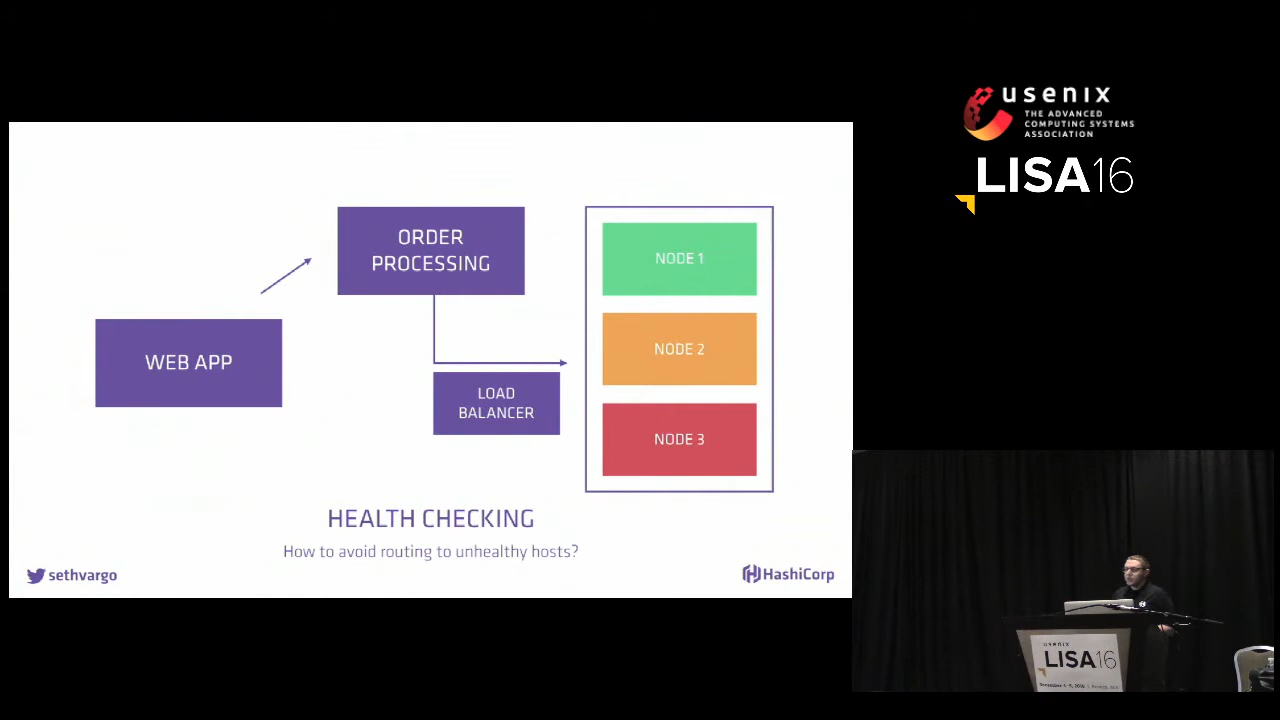 usenix
THE ADVANCED
COMPUTING SYSTEMS
ASSOCIATION
LISA16
ORDER
PROCESSING
NODE 1
NODE 2
WEB APP
LOAD
BALANCER
NODE 3
HEALTH CHECKING
How to avoid routing to unhealthy hosts?
sethvargo
HashiCorp
usenix
LISA16